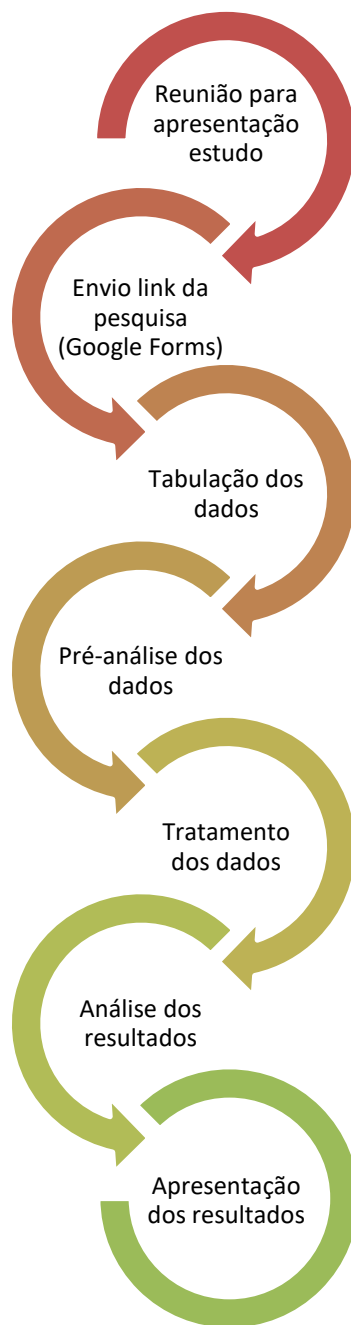 Reunião para
apresentação
estudo
Envio link da
pesquisa
(Google Forms)
Tabulação dos
dados
Pré-análise dos
dados
Tratamento
dos dados
Análise dos
resultados
Apresentação
dos resultados